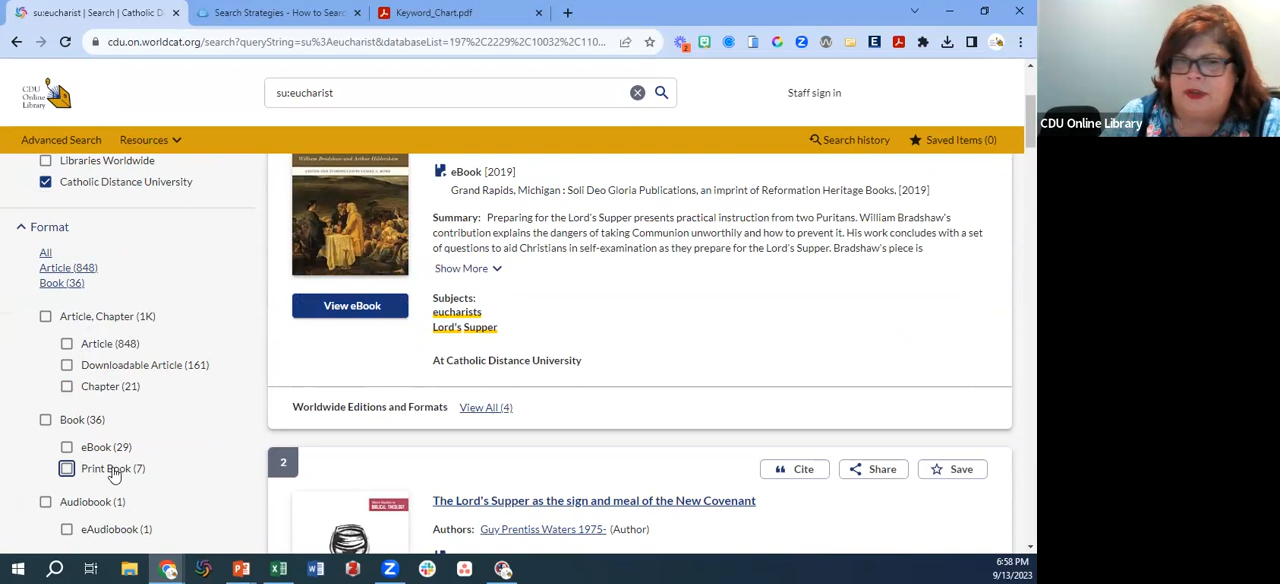 su:eucharist | Search | Catholic D
Search Strategies - How to Search
Keyword_Chart.pdf
cdu.on.worldcat.org/search?queryString=su%3Aeucharist&databaseList=197%2C2229%2C10032%2C110...
CDU
Online
Library
su:eucharist
Staff sign in
Advanced Search Resources
Search history Saved Items (0)
Libraries Worldwide
Catholic Distance University
Format
All
Article (848)
Book (36)
Article, Chapter (1K)
Article (848)
Downloadable Article (161)
Chapter (21)
Book (36)
eBook (29)
Print Book (7)
Audiobook (1)
eAudiobook (1)
William Bradshaw and Arthur Hildersham
View eBook
eBook [2019]
Grand Rapids, Michigan : Soli Deo Gloria Publications, an imprint of Reformation Heritage Books, [2019]
Summary: Preparing for the Lord's Supper presents practical instruction from two Puritans. William Bradshaw's
contribution explains the dangers of taking Communion unworthily and how to prevent it. His work concludes with a set
of questions to aid Christians in self-examination as they prepare for the Lord's Supper. Bradshaw's piece is
Show More
Subjects:
eucharists
Lord's Supper
At Catholic Distance University
Worldwide Editions and Formats View All (4)
2
Cite Share Save
The Lord's Supper as the sign and meal of the New Covenant
Authors: Guy Prentiss Waters 1975- (Author)
6:58 PM
9/13/2023
CDU Online Library